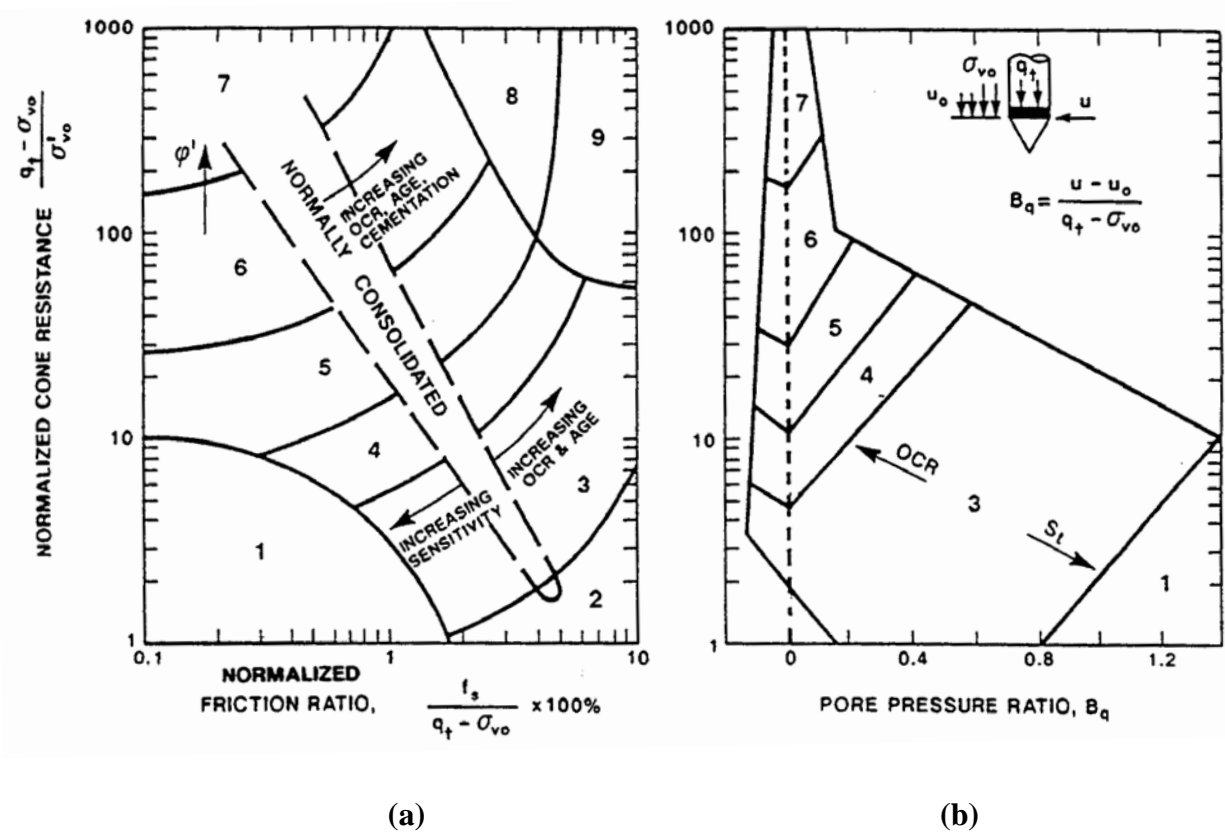 1000
100
10
1
0.1
1
10
NORMALIZED CONE RESISTANCE
q_t - σ_vo
σ'_vo
7
8
9
φ'
6
5
4
3
1
2
NORMALLY CONSOLIDATED
INCREASING
OCR, AGE,
CEMENTATION
INCREASING
OCR & AGE
INCREASING
SENSITIVITY
NORMALIZED
FRICTION RATIO,
f_s
q_t - σ_vo
x100%
1000
100
10
1
0
0.4
0.8
1.2
7
6
5
4
3
1
σ_vo
q_t
u_o
u
B_q = u - u_o
q_t - σ_vo
OCR
S_t
PORE PRESSURE RATIO, B_q
(a)
(b)